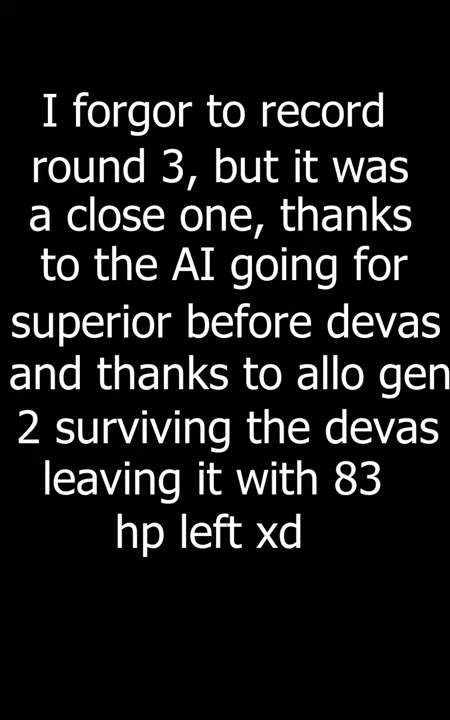 I forgor to record
round 3, but it was
a close one, thanks
to the AI going for
superior before devas
and thanks to allo gen
2 surviving the devas
leaving it with 83
hp left xd